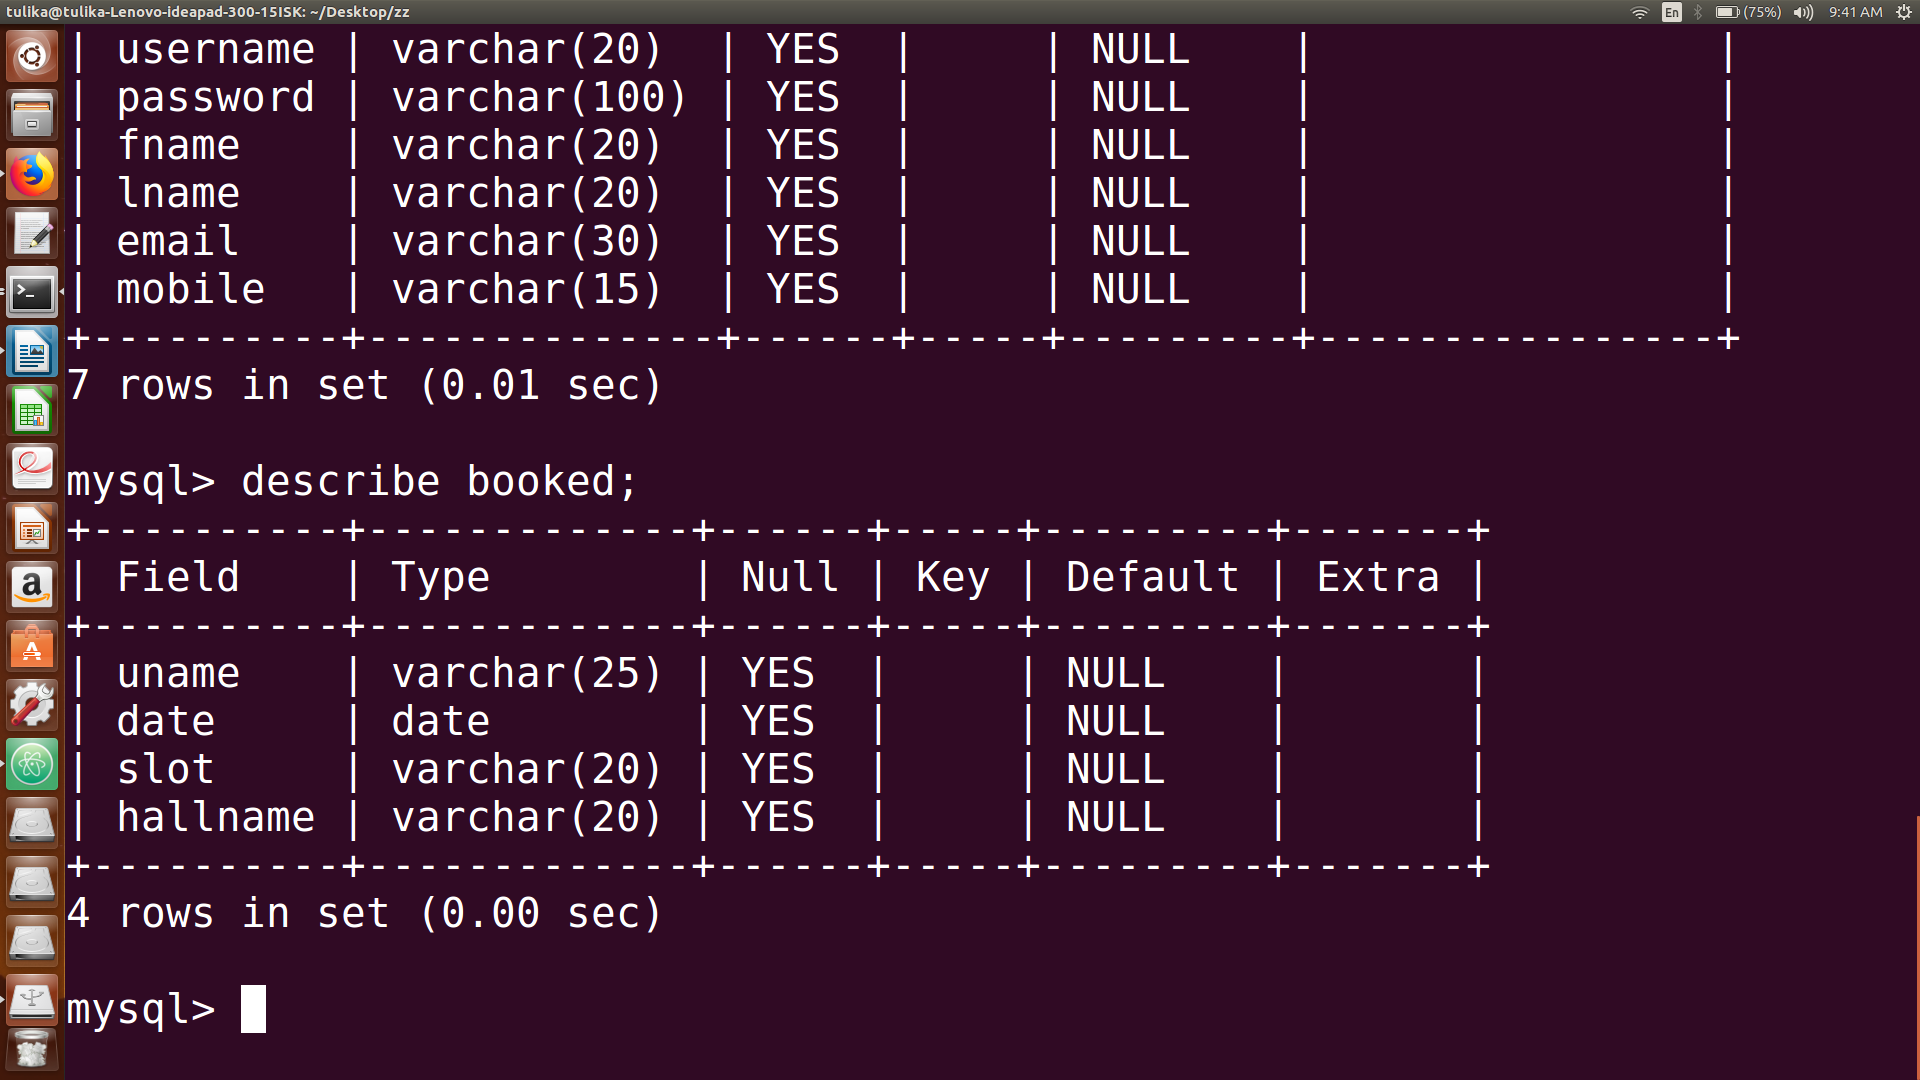 tulika@tulika-Lenovo-ideapad-300-15ISK: ~/Desktop/zz En (75%) 9:41 AM
| username | varchar(20)  | YES  |     | NULL    |                |
| password | varchar(100) | YES  |     | NULL    |                |
| fname    | varchar(20)  | YES  |     | NULL    |                |
| lname    | varchar(20)  | YES  |     | NULL    |                |
| email    | varchar(30)  | YES  |     | NULL    |                |
| mobile   | varchar(15)  | YES  |     | NULL    |                |
+----------+--------------+------+-----+---------+----------------+
7 rows in set (0.01 sec)
mysql> describe booked;
+----------+-------------+------+-----+---------+-------+
| Field    | Type        | Null | Key | Default | Extra |
+----------+-------------+------+-----+---------+-------+
| uname    | varchar(25) | YES  |     | NULL    |       |
| date     | date        | YES  |     | NULL    |       |
| slot     | varchar(20) | YES  |     | NULL    |       |
| hallname | varchar(20) | YES  |     | NULL    |       |
+----------+-------------+------+-----+---------+-------+
4 rows in set (0.00 sec)
mysql>